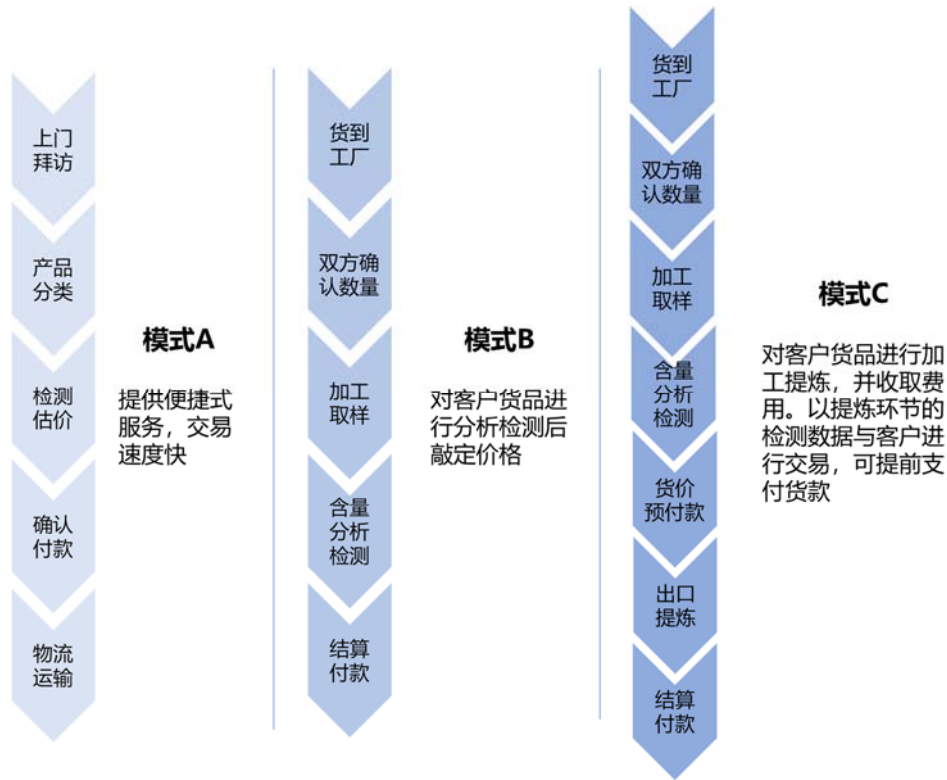 上门
拜访
产品
分类
检测
估价
确认
付款
物流
运输
模式A
提供便捷式
服务，交易
速度快
货到
工厂
双方确
认数量
加工
取样
含量
分析
检测
结算
付款
模式B
对客户货品进
行分析检测后
敲定价格
货到
工厂
双方确
认数量
加工
取样
含量
分析
检测
货价
预付款
出口
提炼
结算
付款
模式C
对客户货品进行加
工提炼，并收取费
用。以提炼环节的
检测数据与客户进
行交易，可提前支
付货款